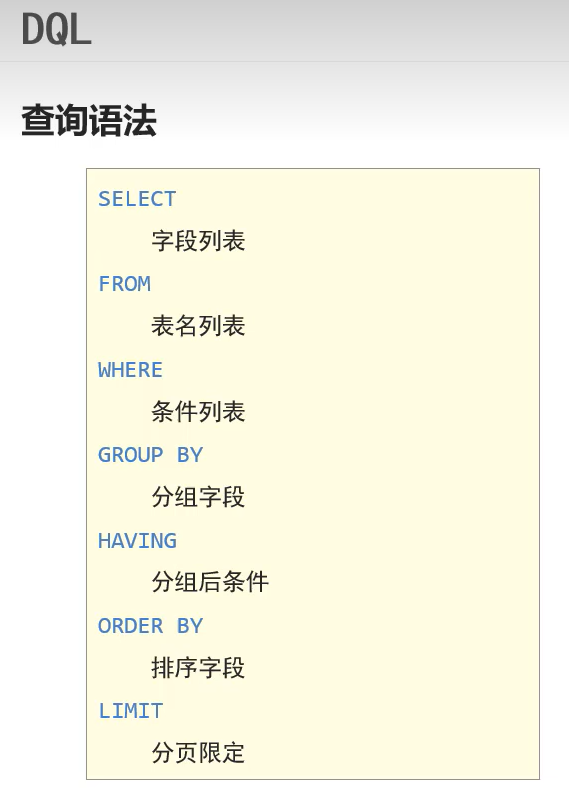 DQL
查询语法
SELECT
字段列表
FROM
表名列表
WHERE
条件列表
GROUP BY
分组字段
HAVING
分组后条件
ORDER BY
排序字段
LIMIT
分页限定